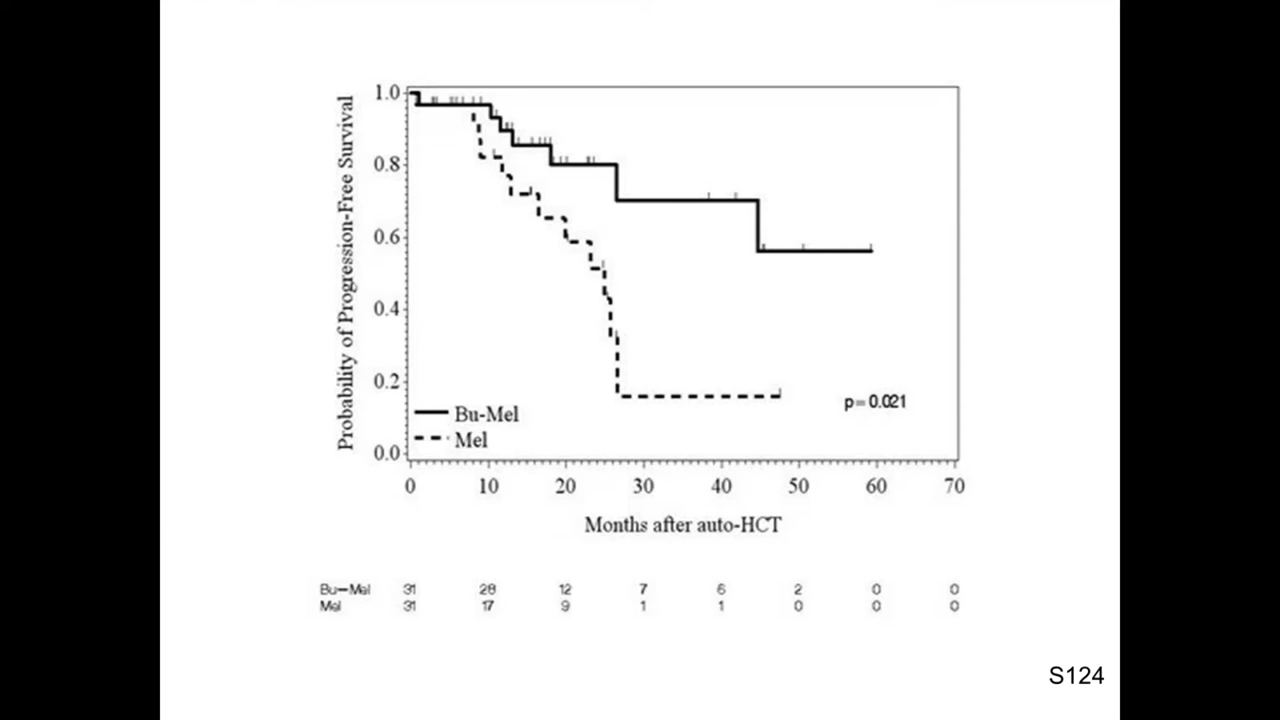 Probability of Progression-Free Survival
1.0
0.8
0.6
0.4
0.2
0.0
Bu-Mel
Mel
p=0.021
0 10 20 30 40 50 60 70
Months after auto-HCT
Bu-Mel 31 28 12 7 6 2 0 0
Mel 31 17 9 1 1 0 0 0
S124